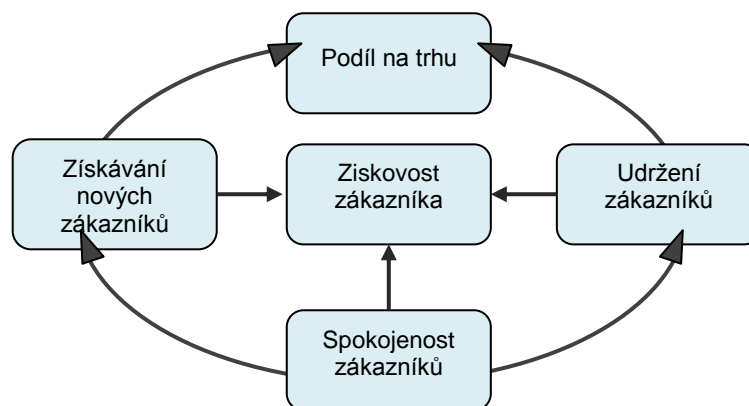 Podíl na trhu
Získávání
nových
zákazníků
Ziskovost
zákazníka
Udržení
zákazníků
Spokojenost
zákazníků